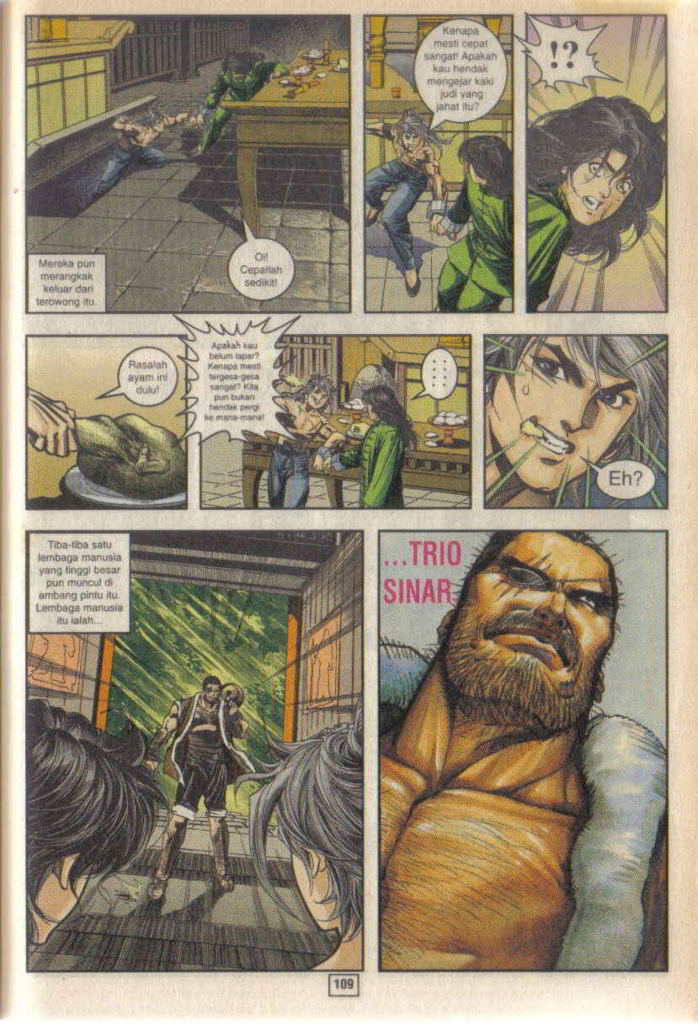 Mereka pun
merangkak
keluar dari
terowong itu.
Oi!
Cepatlah
sedikit!
Kenapa
mesti cepat
sangat! Apakah
kau hendak
mengejar kaki
judi yang
jahat itu?
!?
Rasalah
ayam ini
dulu!
Apakah kau
belum lapar?
Kenapa mesti
tergesa-gesa
sangat? Kita
pun bukan
hendak pergi
ke mana-mana!
Eh?
Tiba-tiba satu
lembaga manusia
yang tinggi besar
pun muncul di
ambang pintu itu.
Lembaga manusia
itu ialah...
...TRIO
SINAR
109